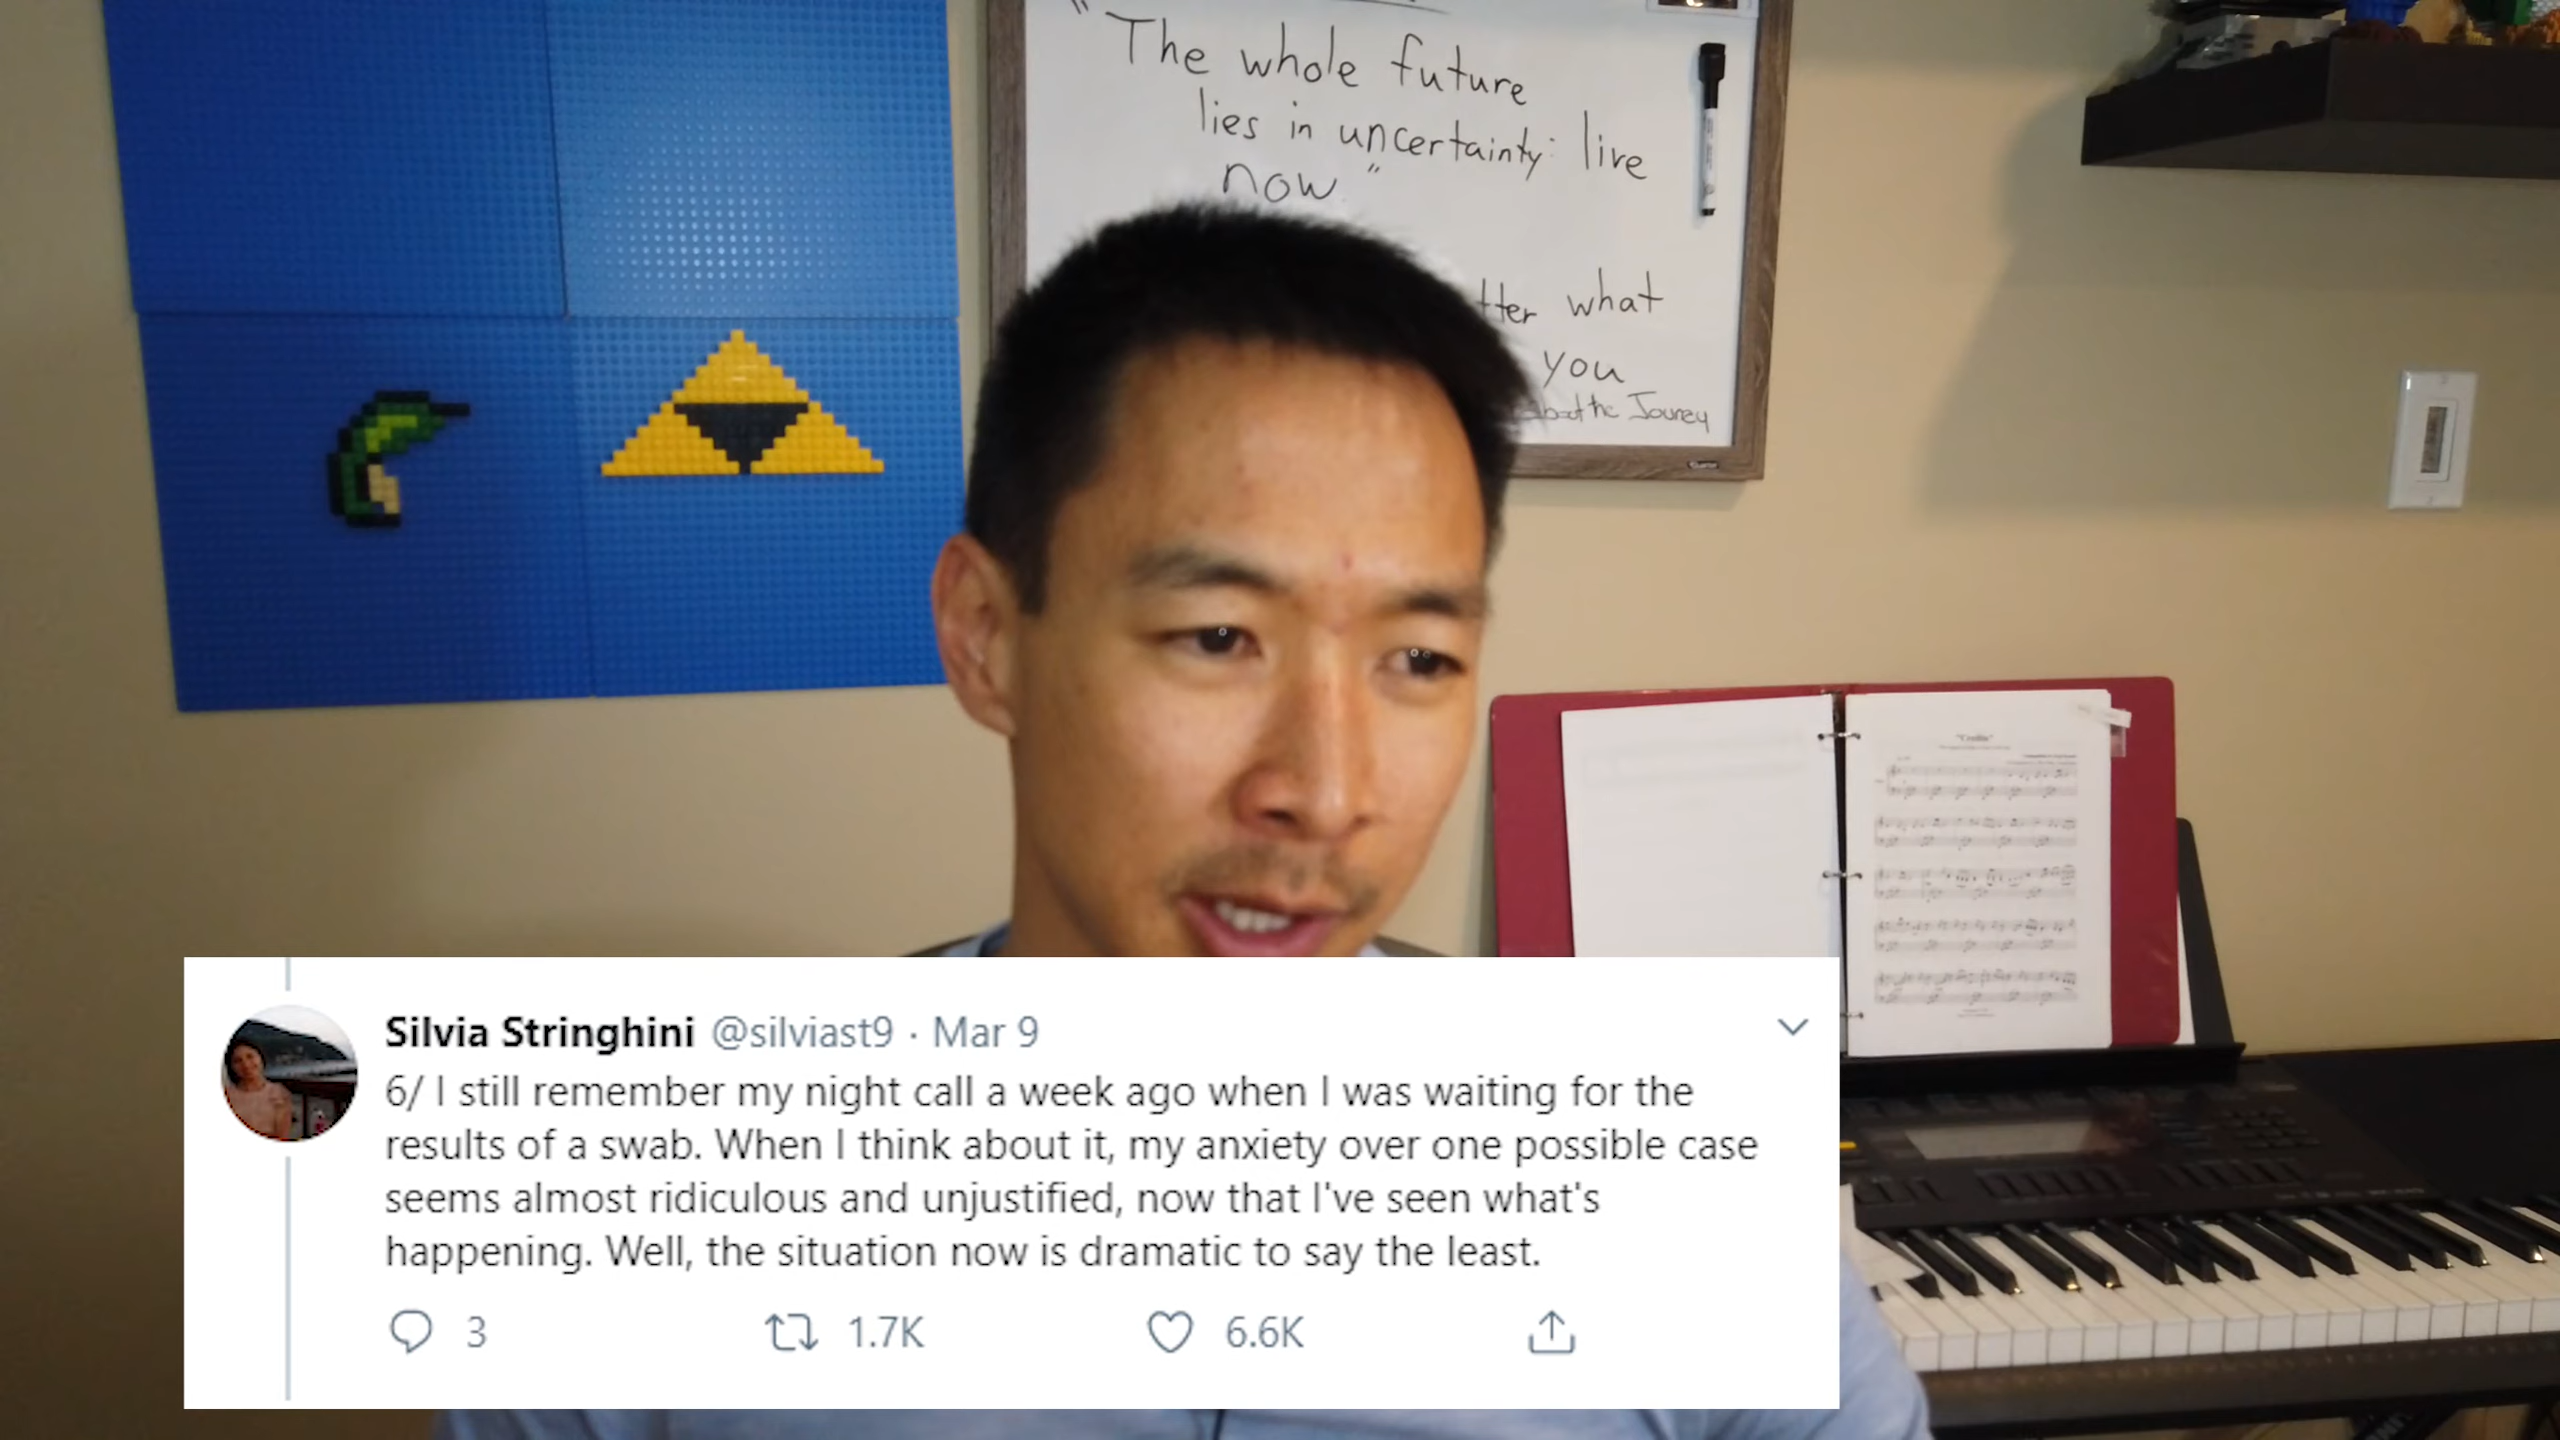 "The whole future
lies in uncertainty: live
now."
what
you
about the Jouney
Silvia Stringhini @silviast9 · Mar 9
6/ I still remember my night call a week ago when I was waiting for the
results of a swab. When I think about it, my anxiety over one possible case
seems almost ridiculous and unjustified, now that I've seen what's
happening. Well, the situation now is dramatic to say the least.
3 1.7K 6.6K